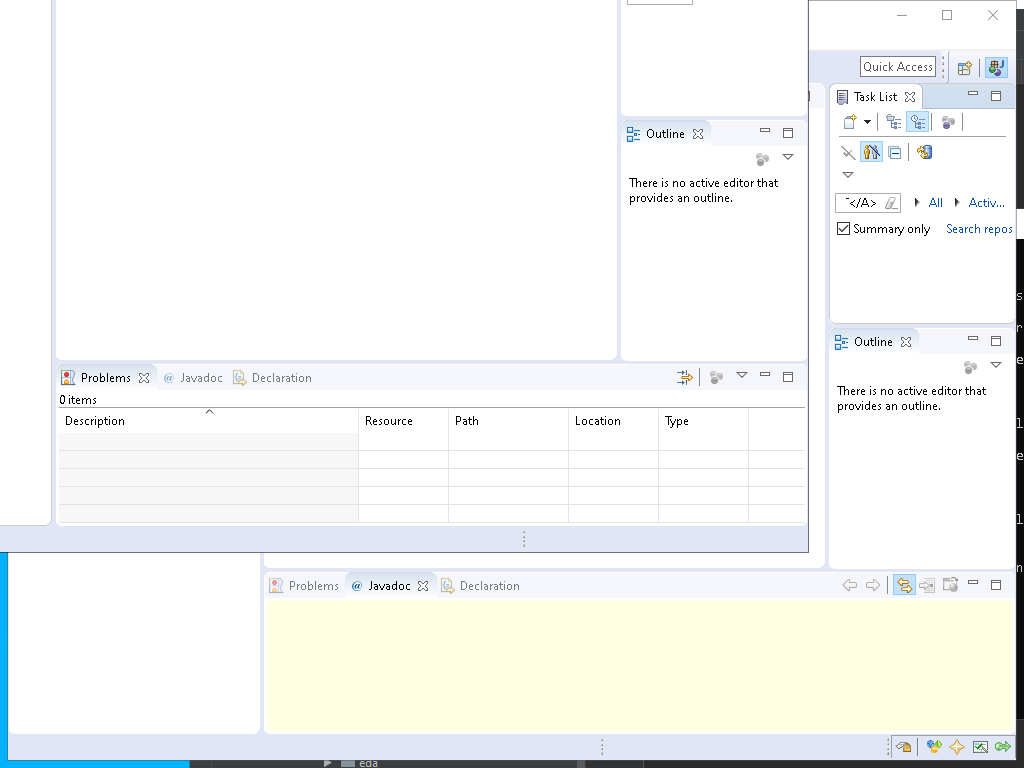 Quick Access
Task List
~</A>
All
Activ...
Summary only
Search repos
Outline
There is no active editor that
provides an outline.
Outline
There is no active editor that
provides an outline.
Problems
Javadoc
Declaration
0 items
Description
Resource
Path
Location
Type
Problems
@ Javadoc
Declaration
eda